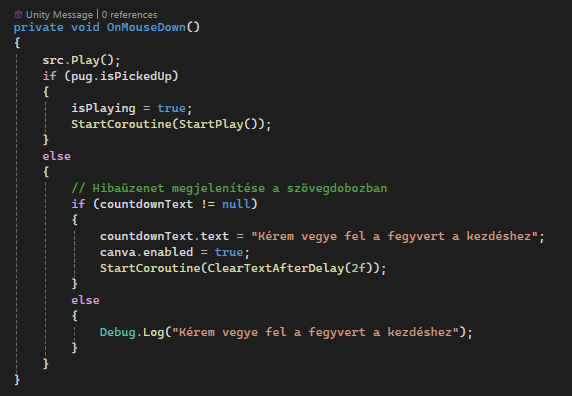 Unity Message | 0 references
private void OnMouseDown()
{
src.Play();
if (pug.isPickedUp)
{
isPlaying = true;
StartCoroutine(StartPlay());
}
else
{
// Hibaüzenet megjelenítése a szövegdobozban
if (countdownText != null)
{
countdownText.text = "Kérem vegye fel a fegyvert a kezdéshez";
canva.enabled = true;
StartCoroutine(ClearTextAfterDelay(2f));
}
else
{
Debug.Log("Kérem vegye fel a fegyvert a kezdéshez");
}
}
}